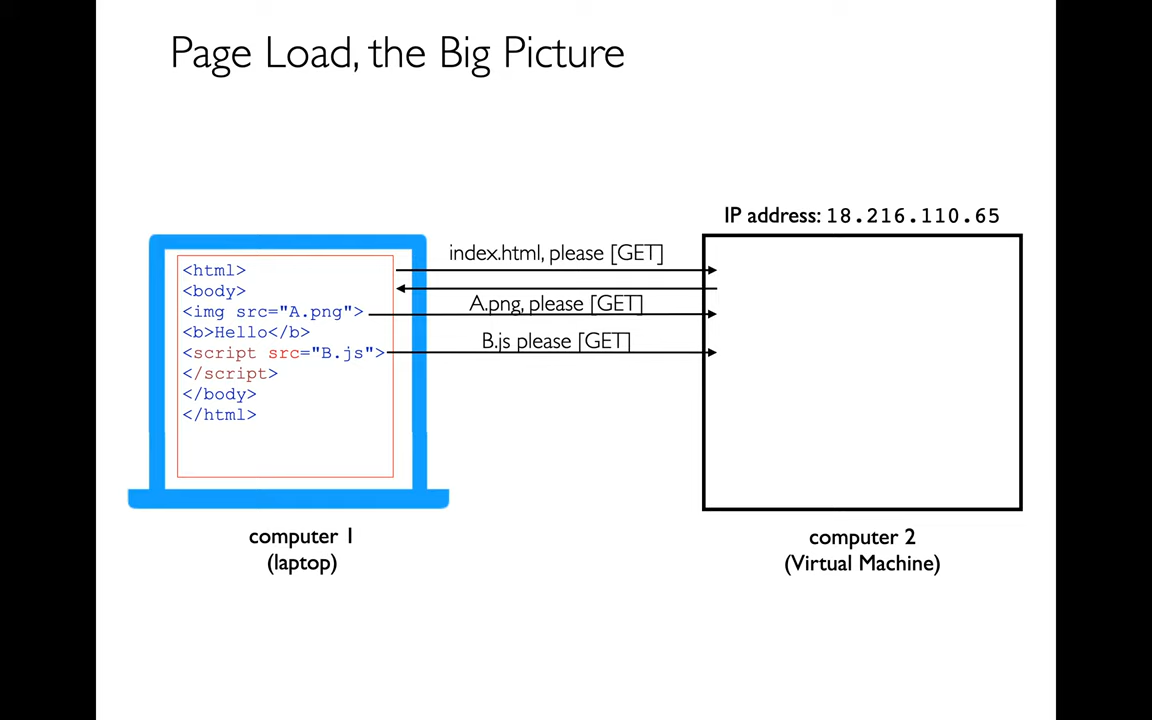 Page Load, the Big Picture
IP address: 18.216.110.65
index.html, please [GET]
<html>
<body>
<img src="A.png">
A.png, please [GET]
<b>Hello</b>
B.js please [GET]
<script src="B.js">
</script>
</body>
</html>
computer 1
(laptop)
computer 2
(Virtual Machine)